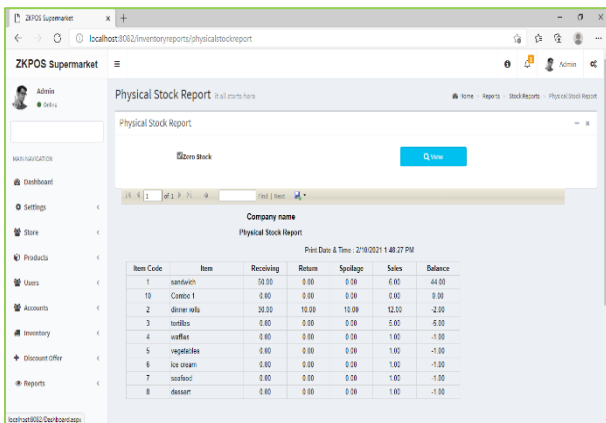 ZKPOS Supermarket
localhost:8082/inventoryreports/physicalstockreport
ZKPOS Supermarket
Admin
Admin
Online
Physical Stock Report it all starts here
Home > Reports > Stock Reports > Physical Stock Report
Physical Stock Report
Zero Stock
View
MAIN NAVIGATION
Dashboard
Settings
Store
Products
Users
Accounts
Inventory
Discount Offer
Reports
1 of 1
Find | Next
Company name
Physical Stock Report
Print Date & Time : 2/10/2021 1:48:27 PM
Item Code Item Receiving Return Spoilage Sales Balance
1 sandwich 50.00 0.00 0.00 6.00 44.00
10 Combo 1 0.00 0.00 0.00 0.00 0.00
2 dinner rolls 30.00 10.00 10.00 12.00 -2.00
3 tortillas 0.00 0.00 0.00 5.00 -5.00
4 waffles 0.00 0.00 0.00 1.00 -1.00
5 vegetables 0.00 0.00 0.00 1.00 -1.00
6 ice cream 0.00 0.00 0.00 1.00 -1.00
7 seafood 0.00 0.00 0.00 1.00 -1.00
8 dessert 0.00 0.00 0.00 1.00 -1.00
localhost:8082/Dashboard.aspx